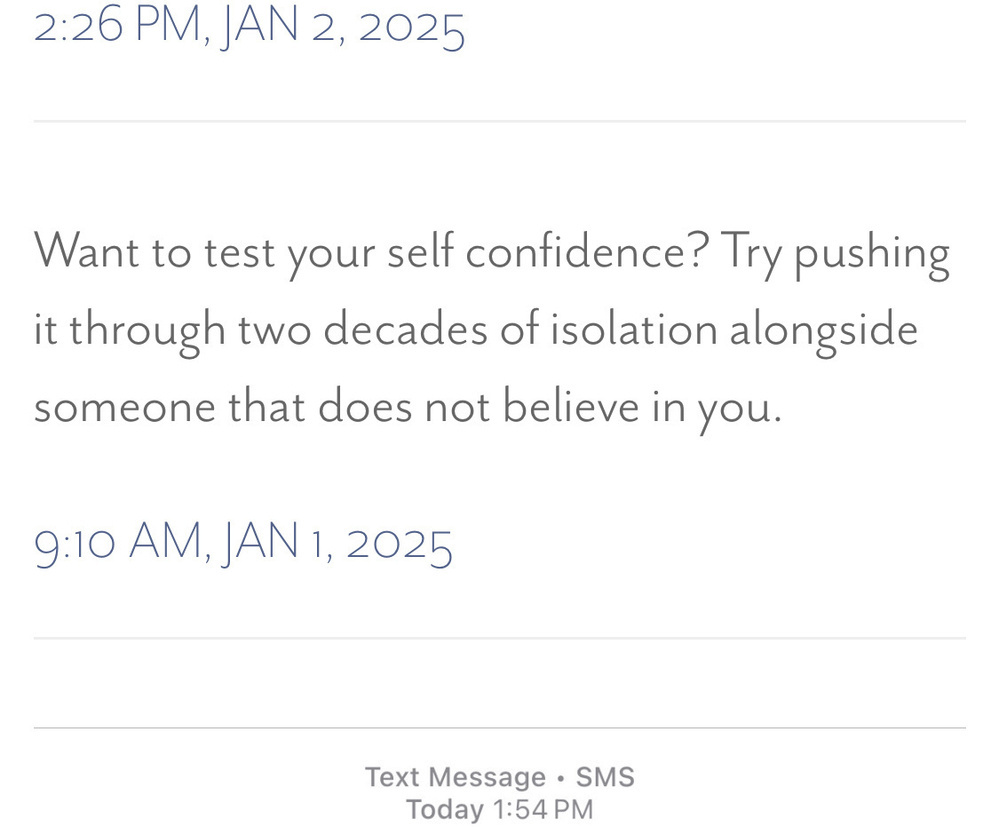 2:26 PM, JAN 2, 2025
Want to test your self confidence? Try pushing
it through two decades of isolation alongside
someone that does not believe in you.
9:10 AM, JAN 1, 2025
Text Message • SMS
Today 1:54 PM